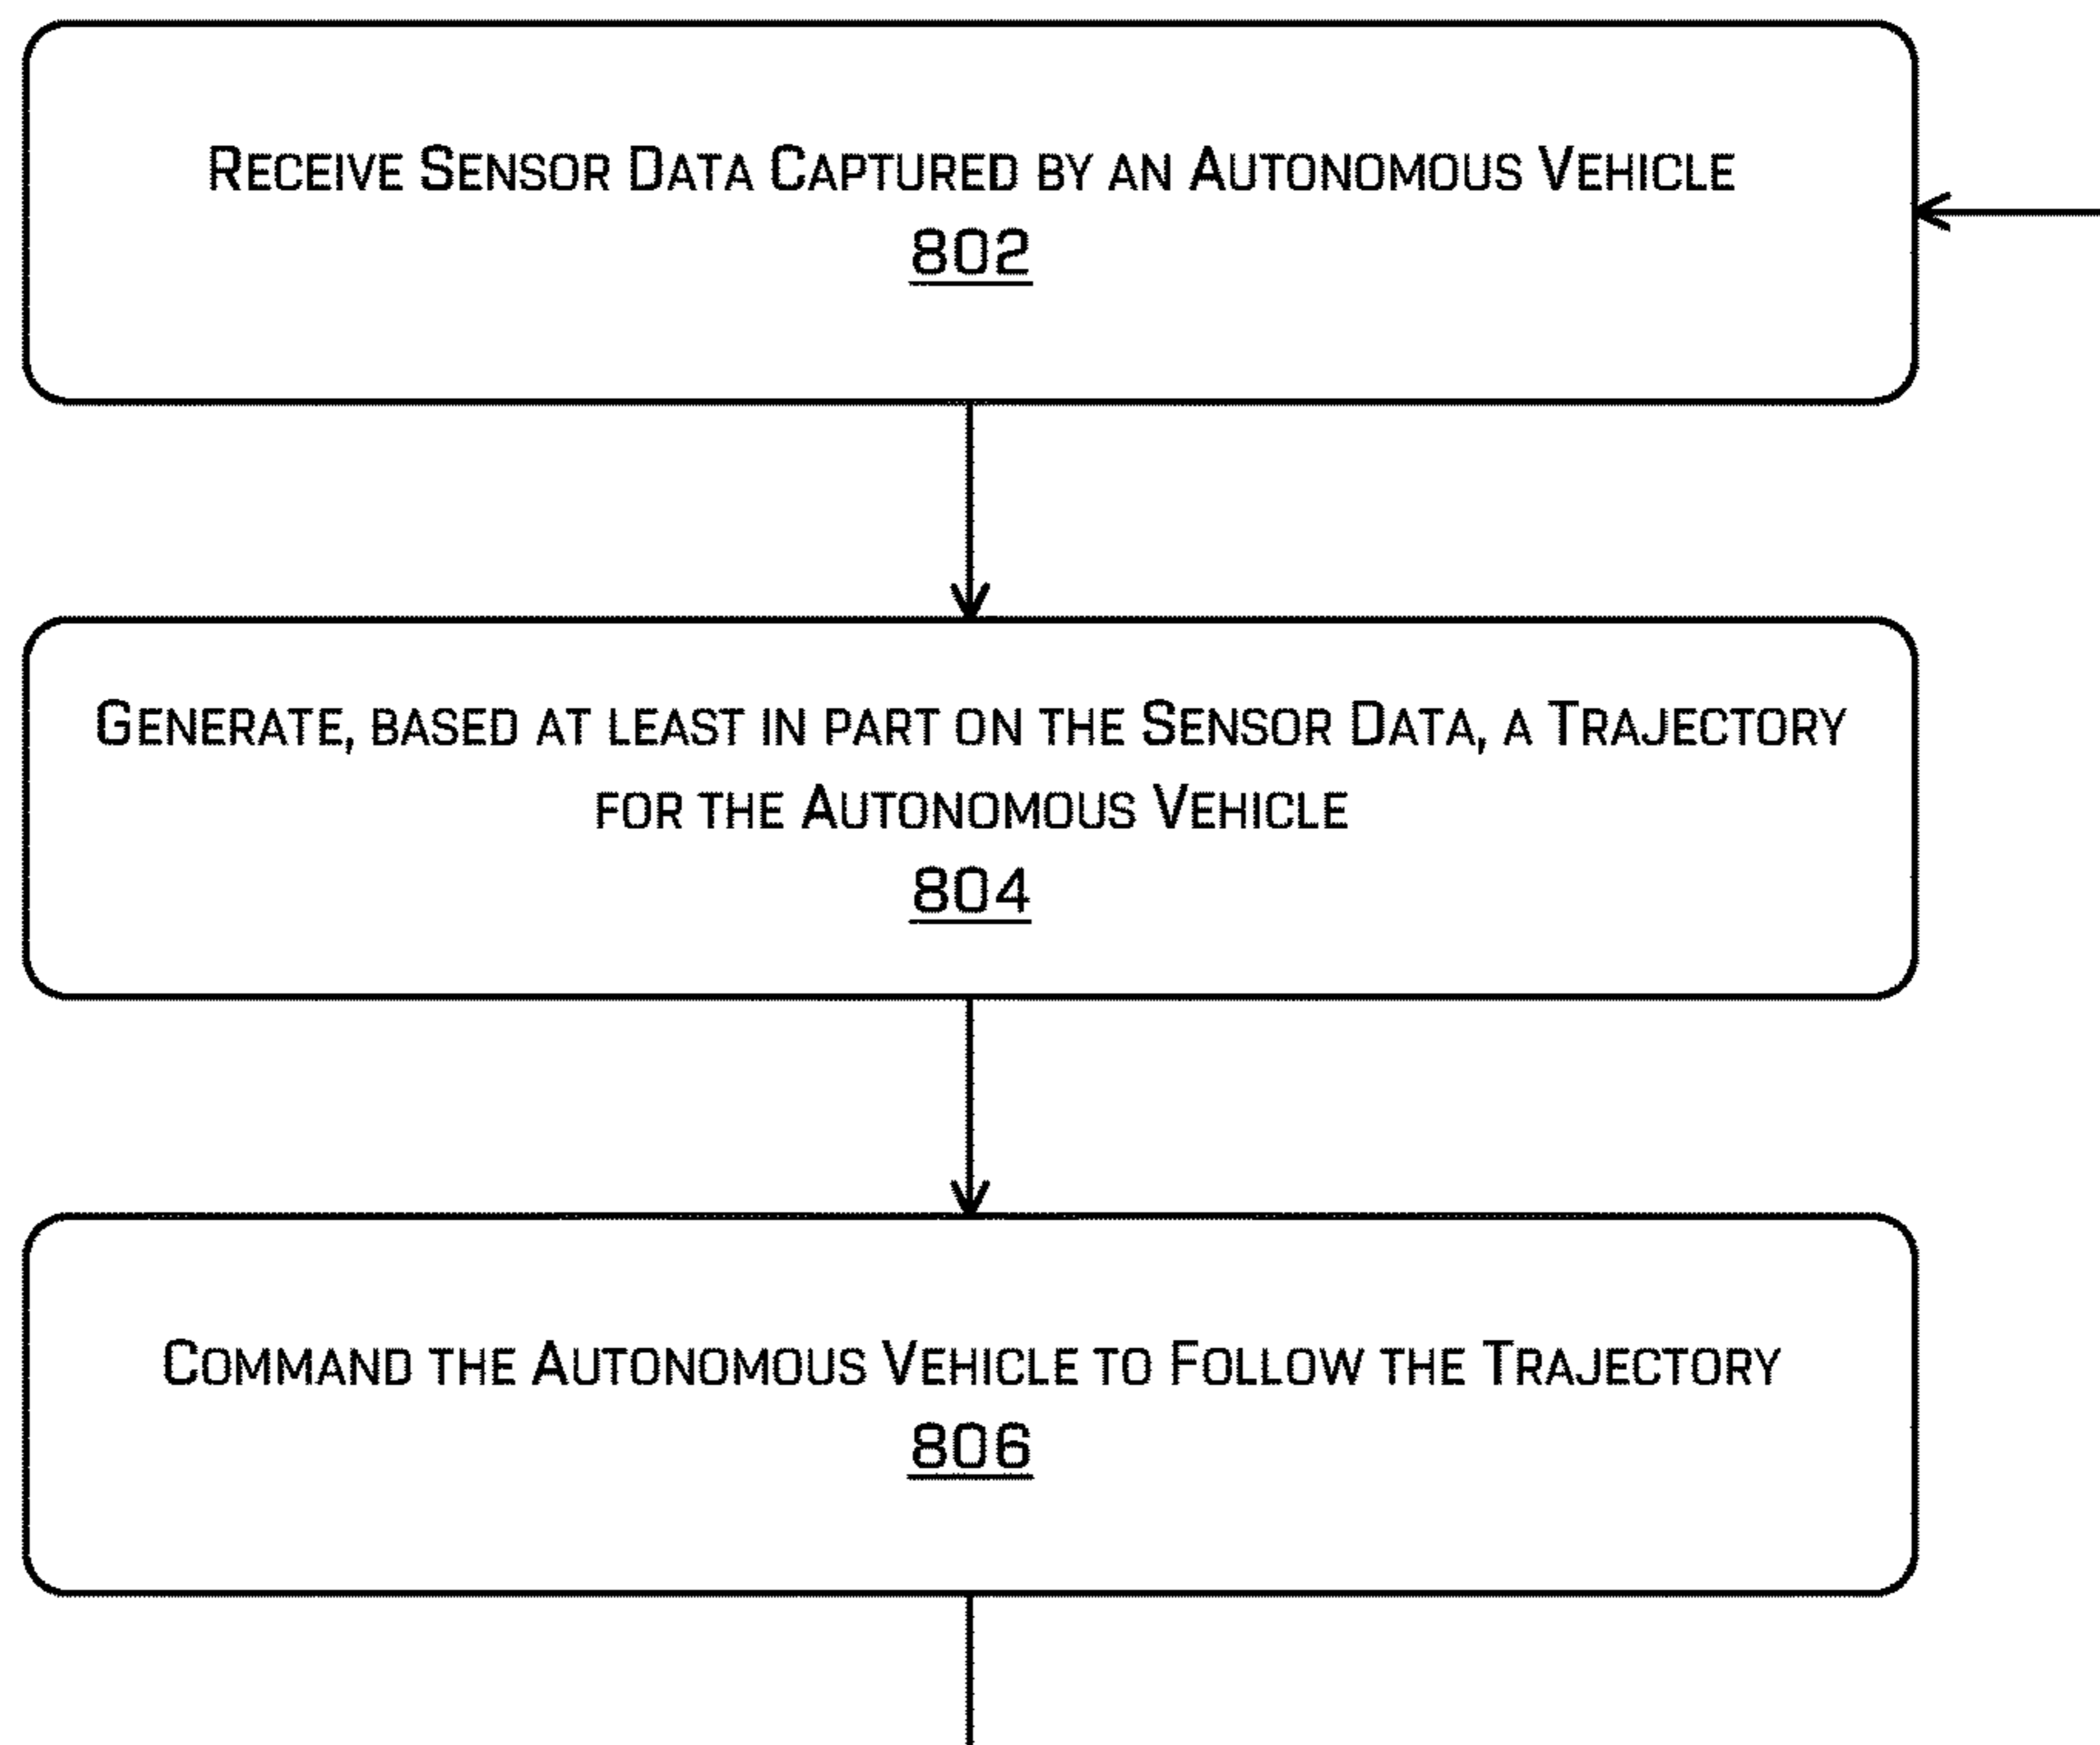 Receive Sensor Data Captured by an Autonomous Vehicle
802
Generate, based at least in part on the Sensor Data, a Trajectory
for the Autonomous Vehicle
804
Command the Autonomous Vehicle to Follow the Trajectory
806